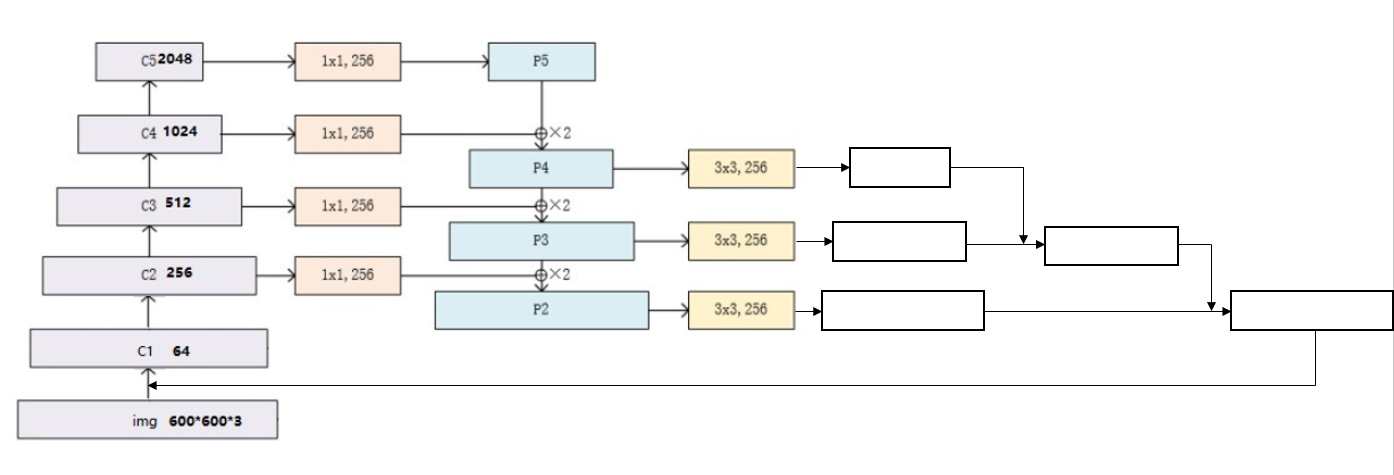 C5 2048 1x1, 256 P5
C4 1024 1x1, 256 ×2
P4 3x3, 256
C3 512 1x1, 256 ×2
P3 3x3, 256
C2 256 1x1, 256 ×2
P2 3x3, 256
C1 64
img 600*600*3